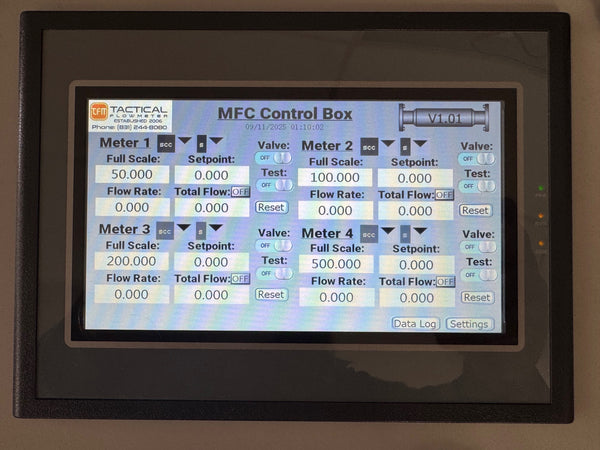 TFM TACTICAL
FLOWMETER
ESTABLISHED 2006
Phone: (831) 244-8080
MFC Control Box
09/11/2025 01:10:02
V1.01
Meter 1 scc s Valve:
Full Scale: Setpoint: OFF
50.000 0.000 Test:
Flow Rate: Total Flow: OFF OFF
0.000 0.000 Reset
Meter 2 scc s Valve:
Full Scale: Setpoint: OFF
100.000 0.000 Test:
Flow Rate: Total Flow: OFF OFF
0.000 0.000 Reset
Meter 3 scc s Valve:
Full Scale: Setpoint: OFF
200.000 0.000 Test:
Flow Rate: Total Flow: OFF OFF
0.000 0.000 Reset
Meter 4 scc s Valve:
Full Scale: Setpoint: OFF
500.000 0.000 Test:
Flow Rate: Total Flow: OFF OFF
0.000 0.000 Reset
Data Log Settings